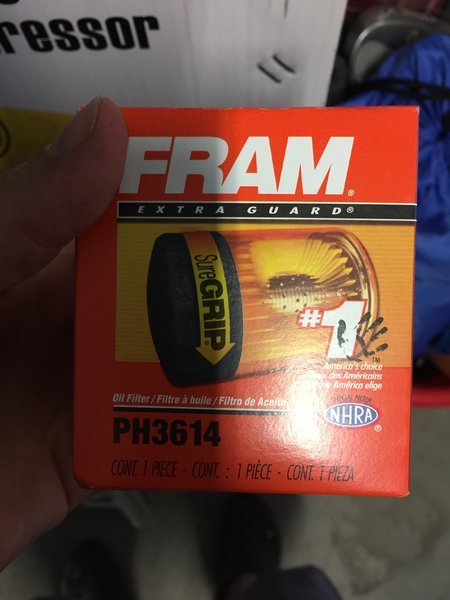 ressor
FRAM®
EXTRA GUARD®
SureGRIP®
#1
TM
America's choice
des Américains
de América elige
Oil Filter / Filtre à huile / Filtro de Aceite
PH3614
NHRA®
CONT. 1 PIECE - CONT. : 1 PIÈCE - CONT. 1 PIEZA